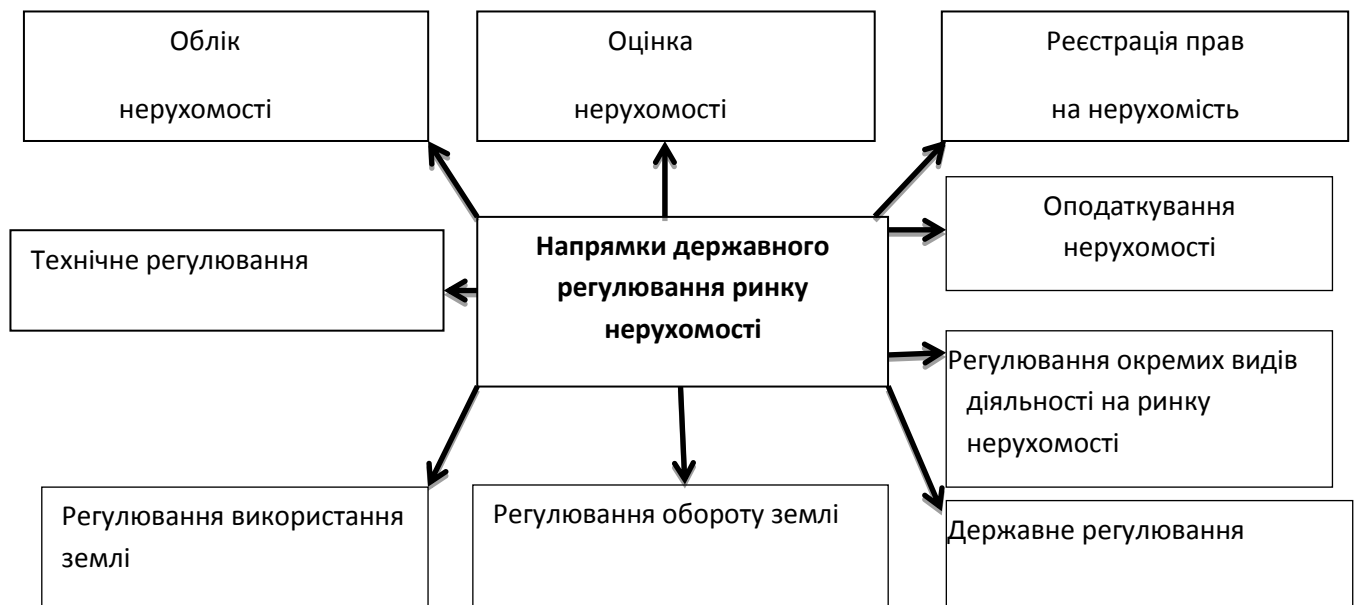 Облік
нерухомості
Оцінка
нерухомості
Реєстрація прав
на нерухомість
Оподаткування
нерухомості
Технічне регулювання
Напрямки державного
регулювання ринку
нерухомості
Регулювання окремих видів
діяльності на ринку
нерухомості
Регулювання використання
землі
Регулювання обороту землі
Державне регулювання